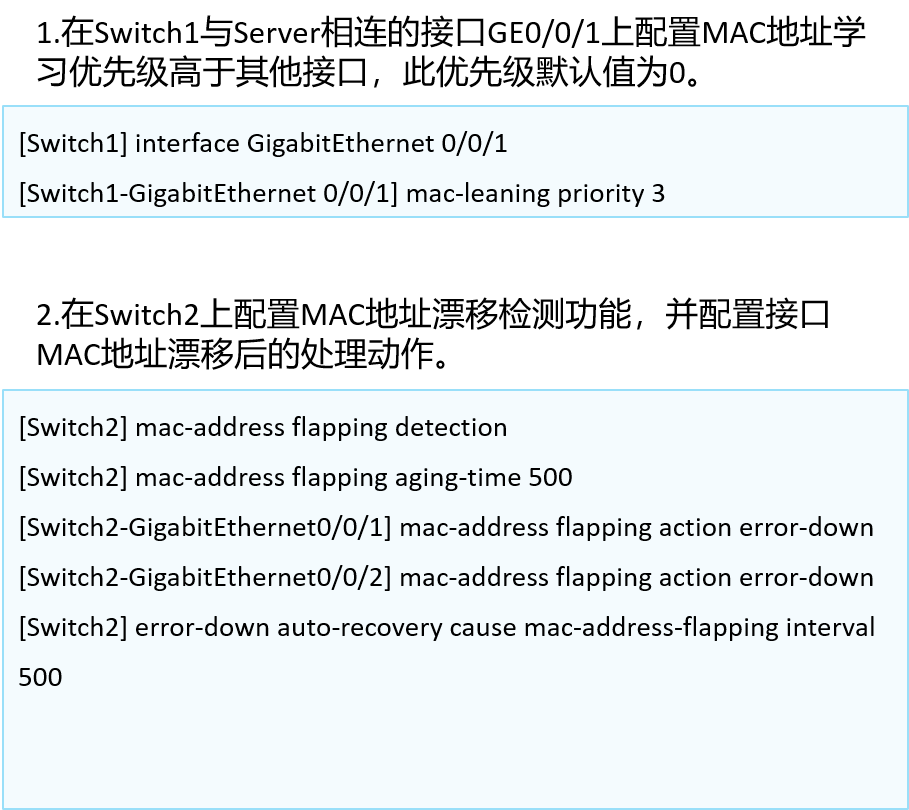 1.在Switch1与Server相连的接口GE0/0/1上配置MAC地址学
习优先级高于其他接口，此优先级默认值为0。
[Switch1] interface GigabitEthernet 0/0/1
[Switch1-GigabitEthernet 0/0/1] mac-leaning priority 3
2.在Switch2上配置MAC地址漂移检测功能，并配置接口
MAC地址漂移后的处理动作。
[Switch2] mac-address flapping detection
[Switch2] mac-address flapping aging-time 500
[Switch2-GigabitEthernet0/0/1] mac-address flapping action error-down
[Switch2-GigabitEthernet0/0/2] mac-address flapping action error-down
[Switch2] error-down auto-recovery cause mac-address-flapping interval
500